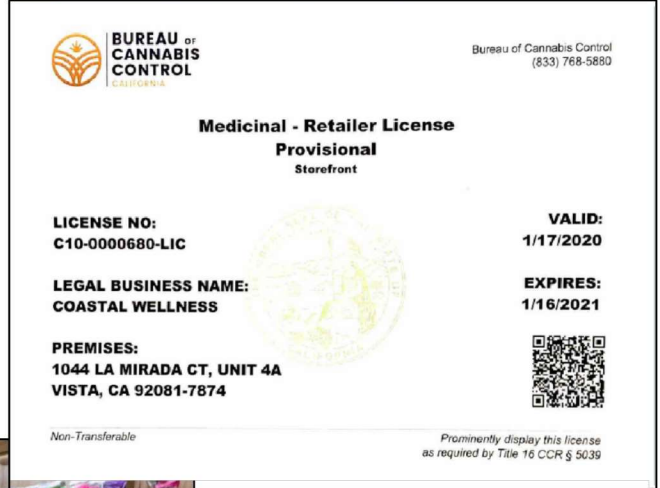 BUREAU OF
CANNABIS
CONTROL
CALIFORNIA
Bureau of Cannabis Control
(833) 768-5880
Medicinal - Retailer License
Provisional
Storefront
LICENSE NO:
C10-0000680-LIC
VALID:
1/17/2020
LEGAL BUSINESS NAME:
COASTAL WELLNESS
EXPIRES:
1/16/2021
PREMISES:
1044 LA MIRADA CT, UNIT 4A
VISTA, CA 92081-7874
Non-Transferable
Prominently display this license
as required by Title 16 CCR § 5039